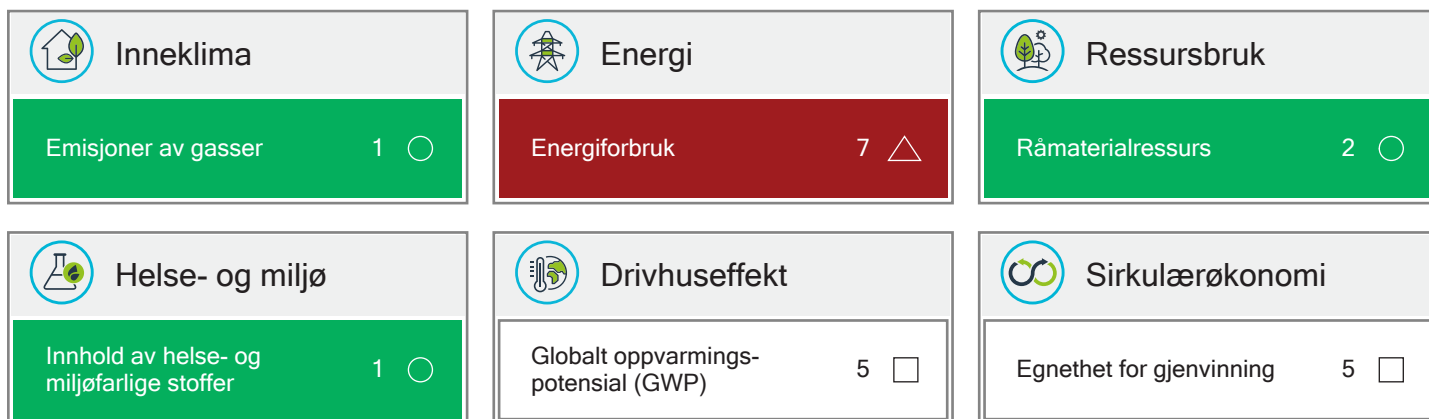 Inneklima
Emisjoner av gasser 1
Energi
Energiforbruk 7
Ressursbruk
Råmaterialressurs 2
Helse- og miljø
Innhold av helse- og
miljøfarlige stoffer 1
Drivhuseffekt
Globalt oppvarmings-
potensial (GWP) 5
Sirkulærøkonomi
Egnethet for gjenvinning 5